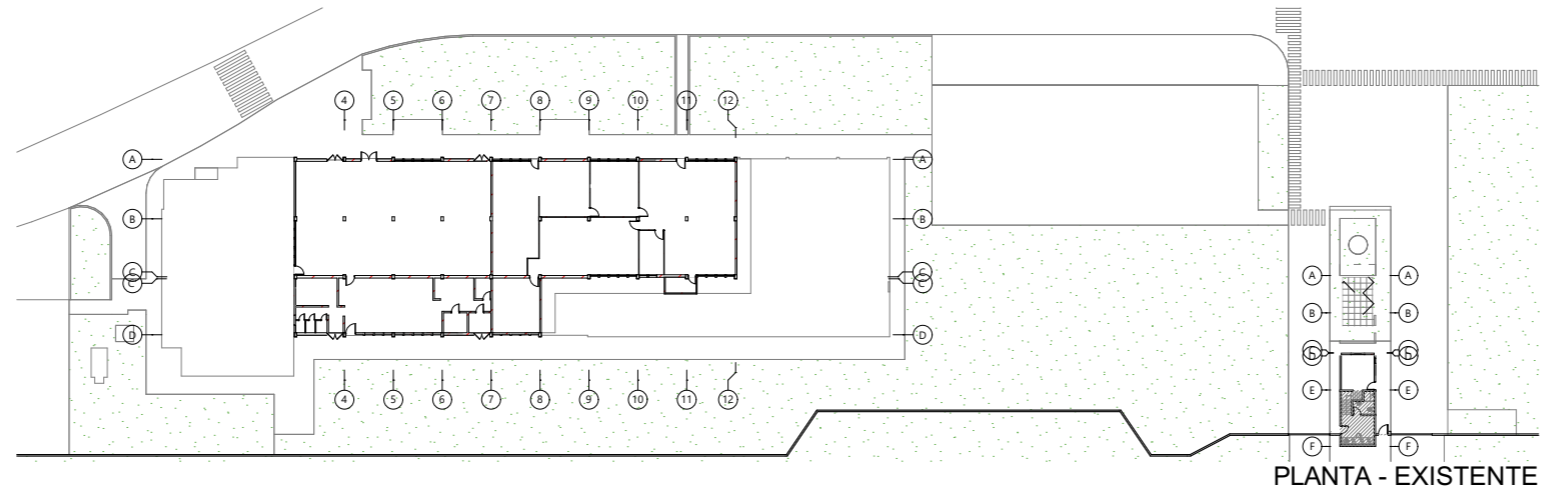 4 5 6 7 8 9 10 11 12
A A
B B
C C A A
C C B B
D D
C C
E E
4 5 6 7 8 9 10 11 12
F F
PLANTA - EXISTENTE